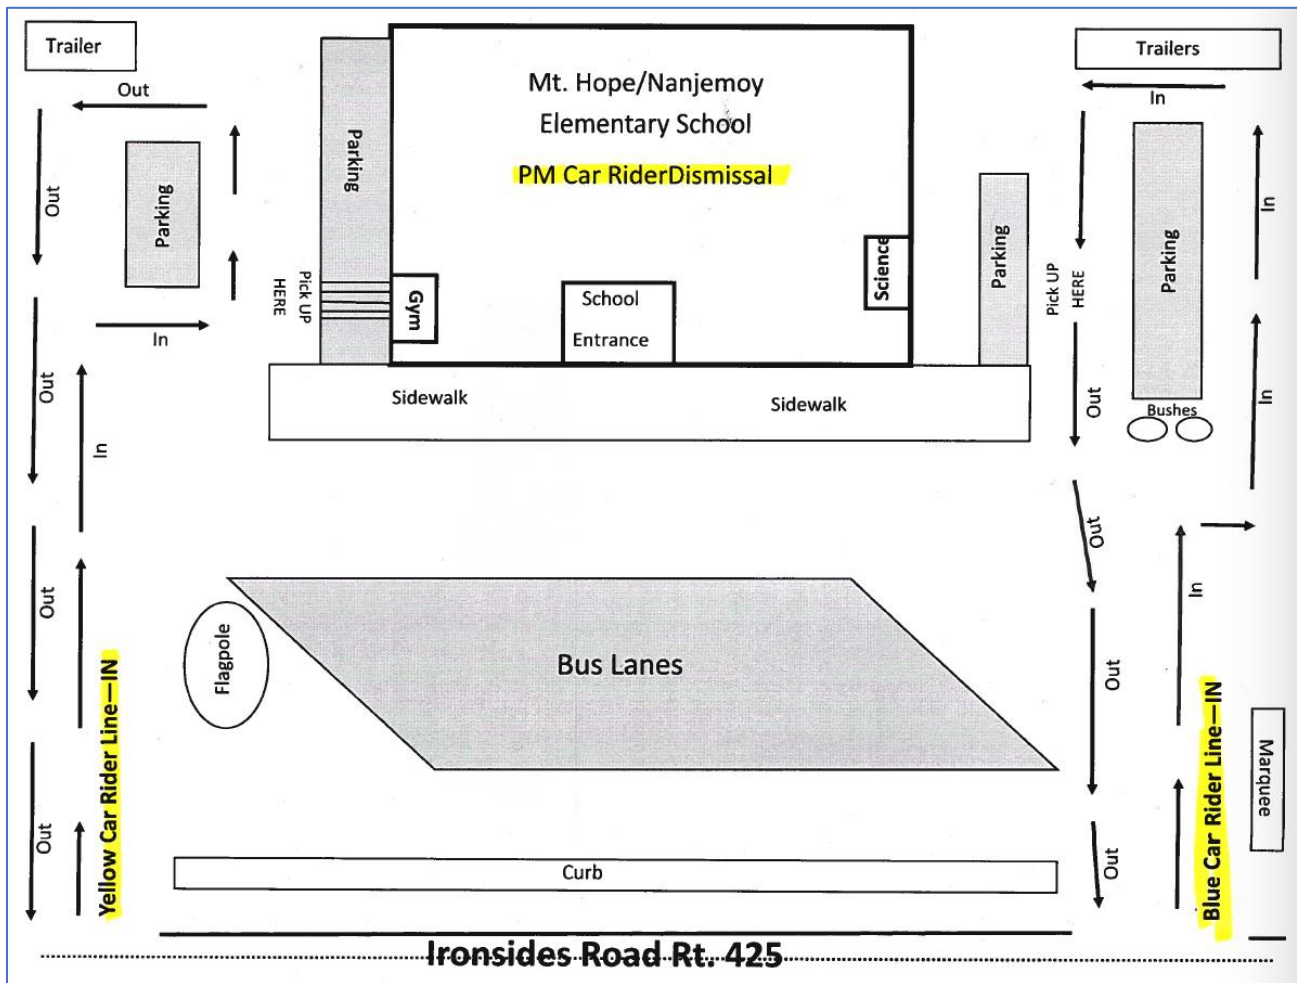 Trailer
Trailers
Out
In
Mt. Hope/Nanjemoy
Elementary School
PM Car RiderDismissal
Parking
Parking
Parking
Parking
Out
In
Pick UP
HERE
Gym
School
Entrance
Science
Pick UP
HERE
In
Out
In
Sidewalk
Sidewalk
Out
In
Bushes
Out
In
Out
Flagpole
Bus Lanes
Out
Yellow Car Rider Line—IN
Blue Car Rider Line—IN
Marquee
Out
Curb
Out
Ironsides Road Rt. 425